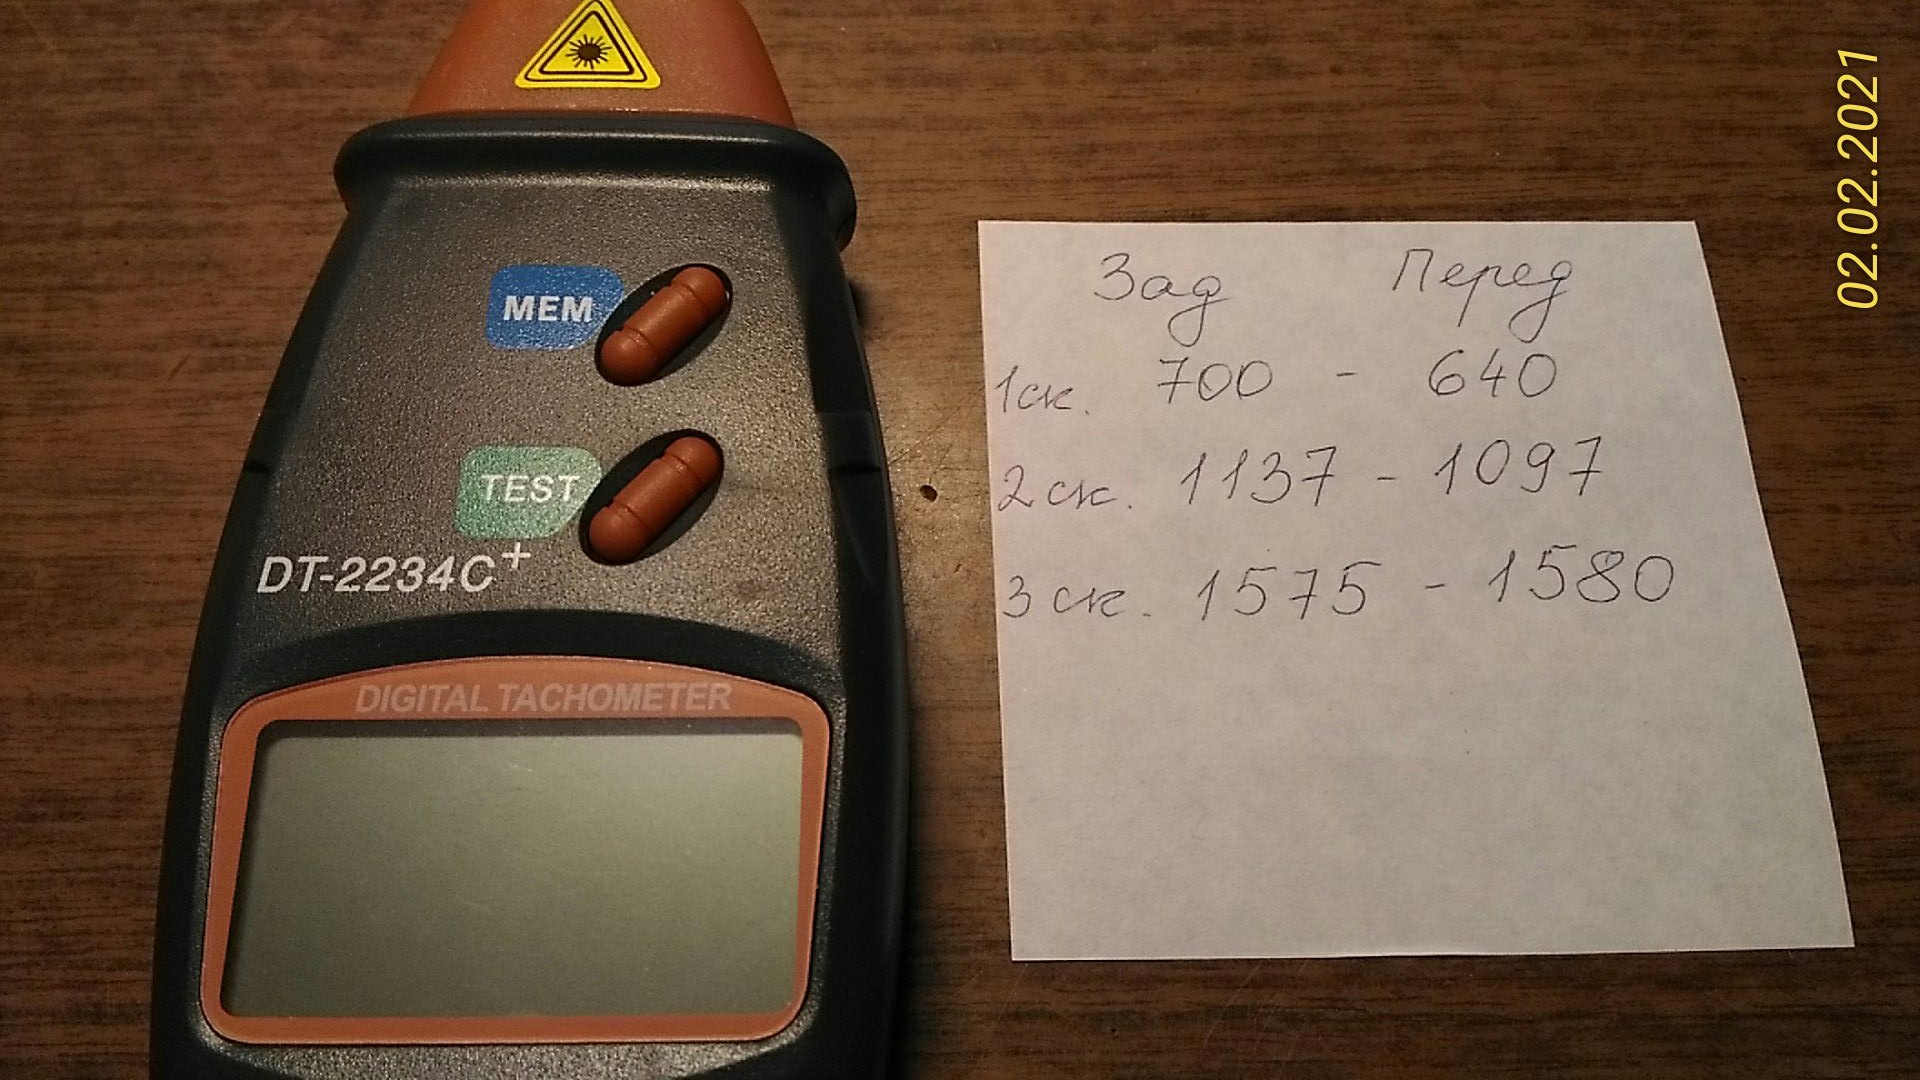 MEM
TEST
DT-2234C+
DIGITAL TACHOMETER
Зад Перед
1ск. 700 - 640
2ск. 1137 - 1097
3ск. 1575 - 1580
02.02.2021